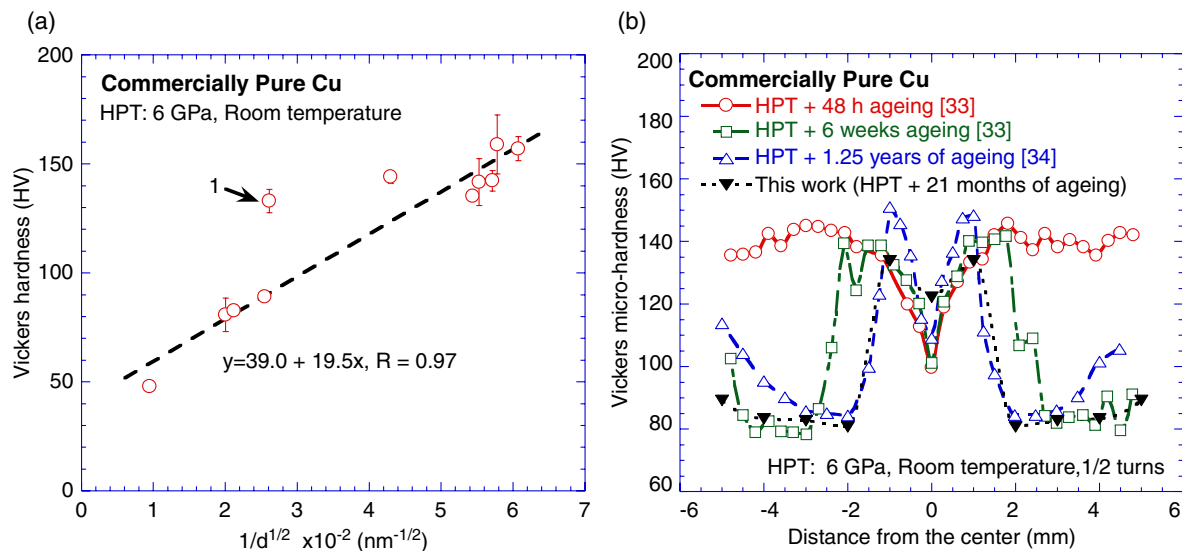 (a)
Vickers hardness (HV)
200
150
100
50
0
Commercially Pure Cu
HPT: 6 GPa, Room temperature
1
y=39.0 + 19.5x, R = 0.97
0 1 2 3 4 5 6 7
1/d^1/2 x10^-2 (nm^-1/2)
(b)
Vickers micro-hardness (HV)
200
180
160
140
120
100
80
60
Commercially Pure Cu
HPT + 48 h ageing [33]
HPT + 6 weeks ageing [33]
HPT + 1.25 years of ageing [34]
This work (HPT + 21 months of ageing)
HPT: 6 GPa, Room temperature,1/2 turns
-6 -4 -2 0 2 4 6
Distance from the center (mm)